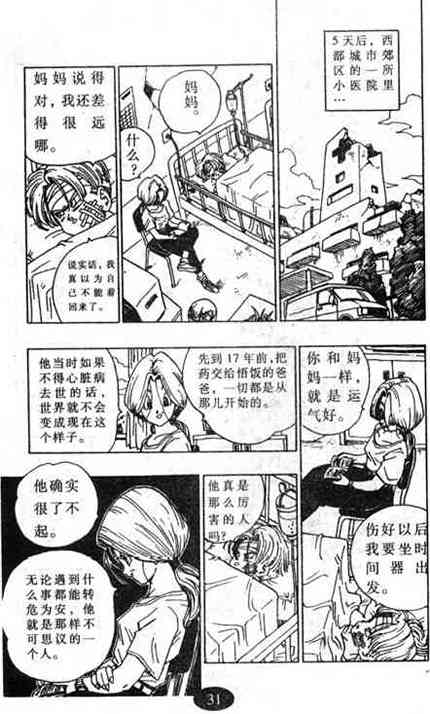 5天后，西
部城市郊
区的一所
小医院里
…
妈妈。
什么？
妈妈说得
对，我还差
得很远
哪。
说实话，我
真以为自
己不能着
回来了。
你和妈
妈一样，
就是运
气好。
伤好以后
我要坐时
间器出
发。
先到17年前，把
药交给悟饭的爸
爸，一切都是从
那儿开始的。
他当时如果
不得心脏病
去世的话，
世界就不会
变成现在这
个样子。
他真是
那么厉
害的人
吗？
他确实
很了不
起。
无论遇到什
么事都能转
危为安，他
就是那样不
可思议的一
个人。
31